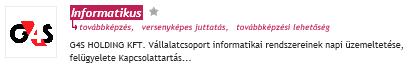 G4S
Informatikus
továbbképzés, versenyképes juttatás, továbbképzési lehetőség
G4S HOLDING KFT. Vállalatcsoport informatikai rendszereinek napi üzemeltetése,
felügyelete Kapcsolattartás...